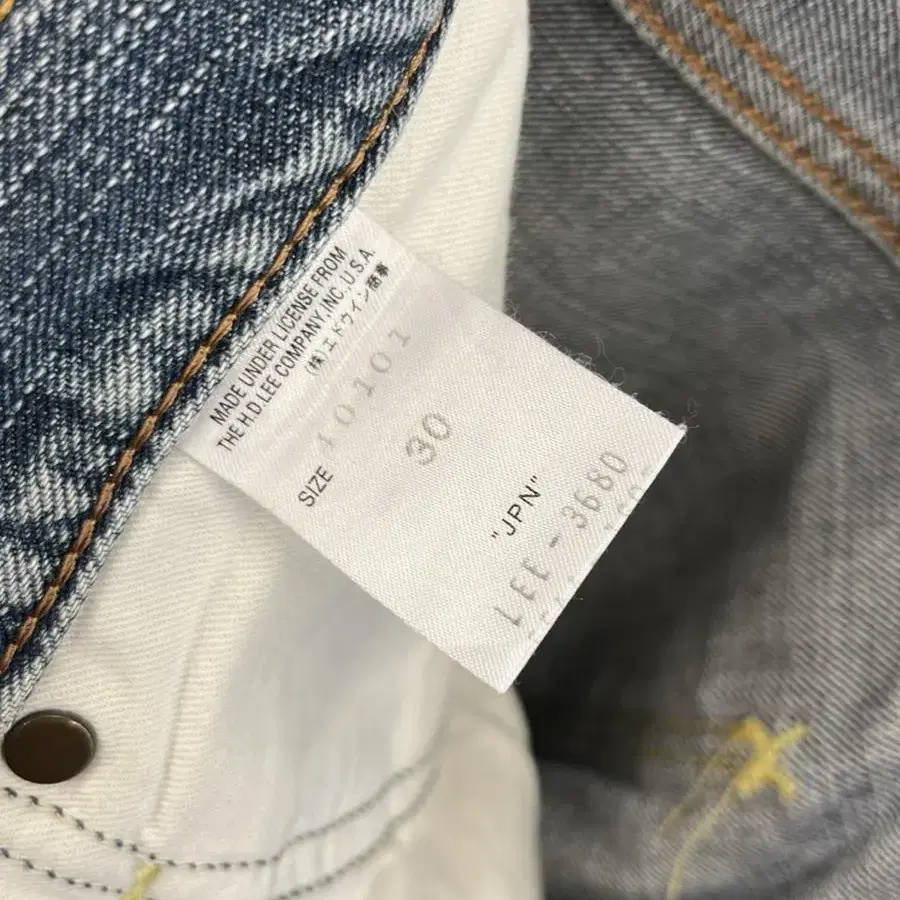 MADE UNDER LICENSE FROM
THE H.D. LEE COMPANY, INC, U.S.A.
(株)エドウイン商事
40101
SIZE 30
"JPN"
LEE-3680